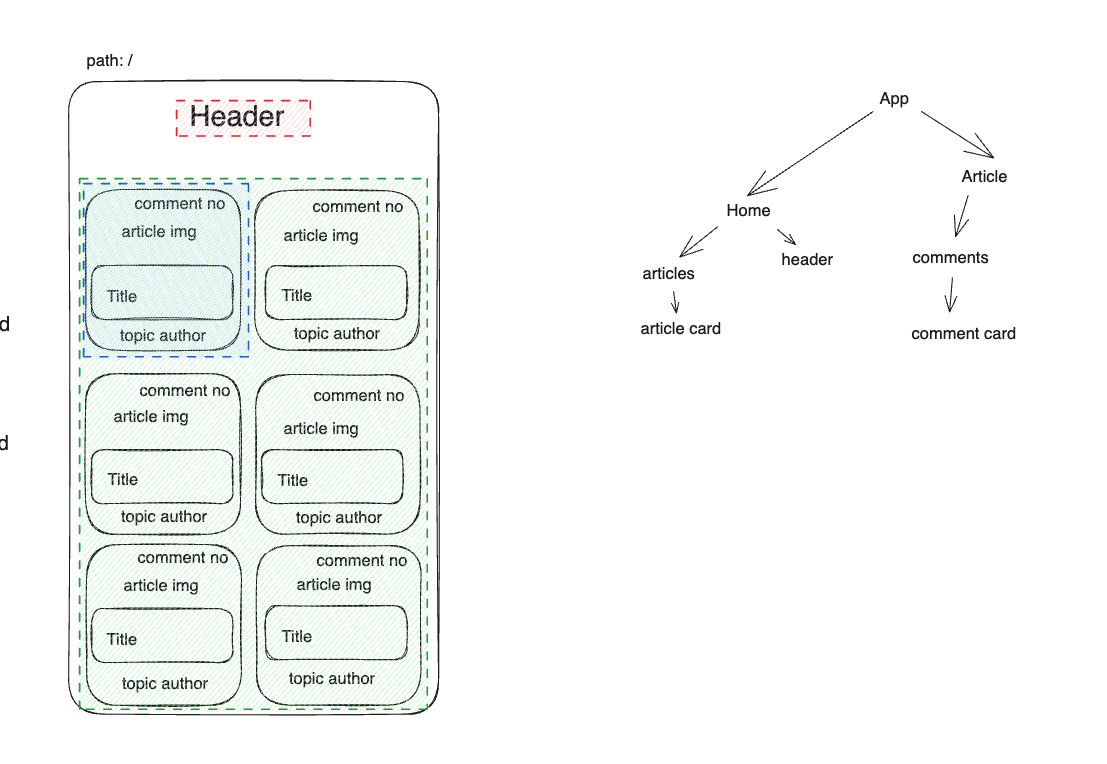 path: /
Header
comment no
article img
Title
topic author
comment no
article img
Title
topic author
comment no
article img
Title
topic author
comment no
article img
Title
topic author
comment no
article img
Title
topic author
comment no
article img
Title
topic author
d
d
App
Home
Article
articles
header
comments
article card
comment card